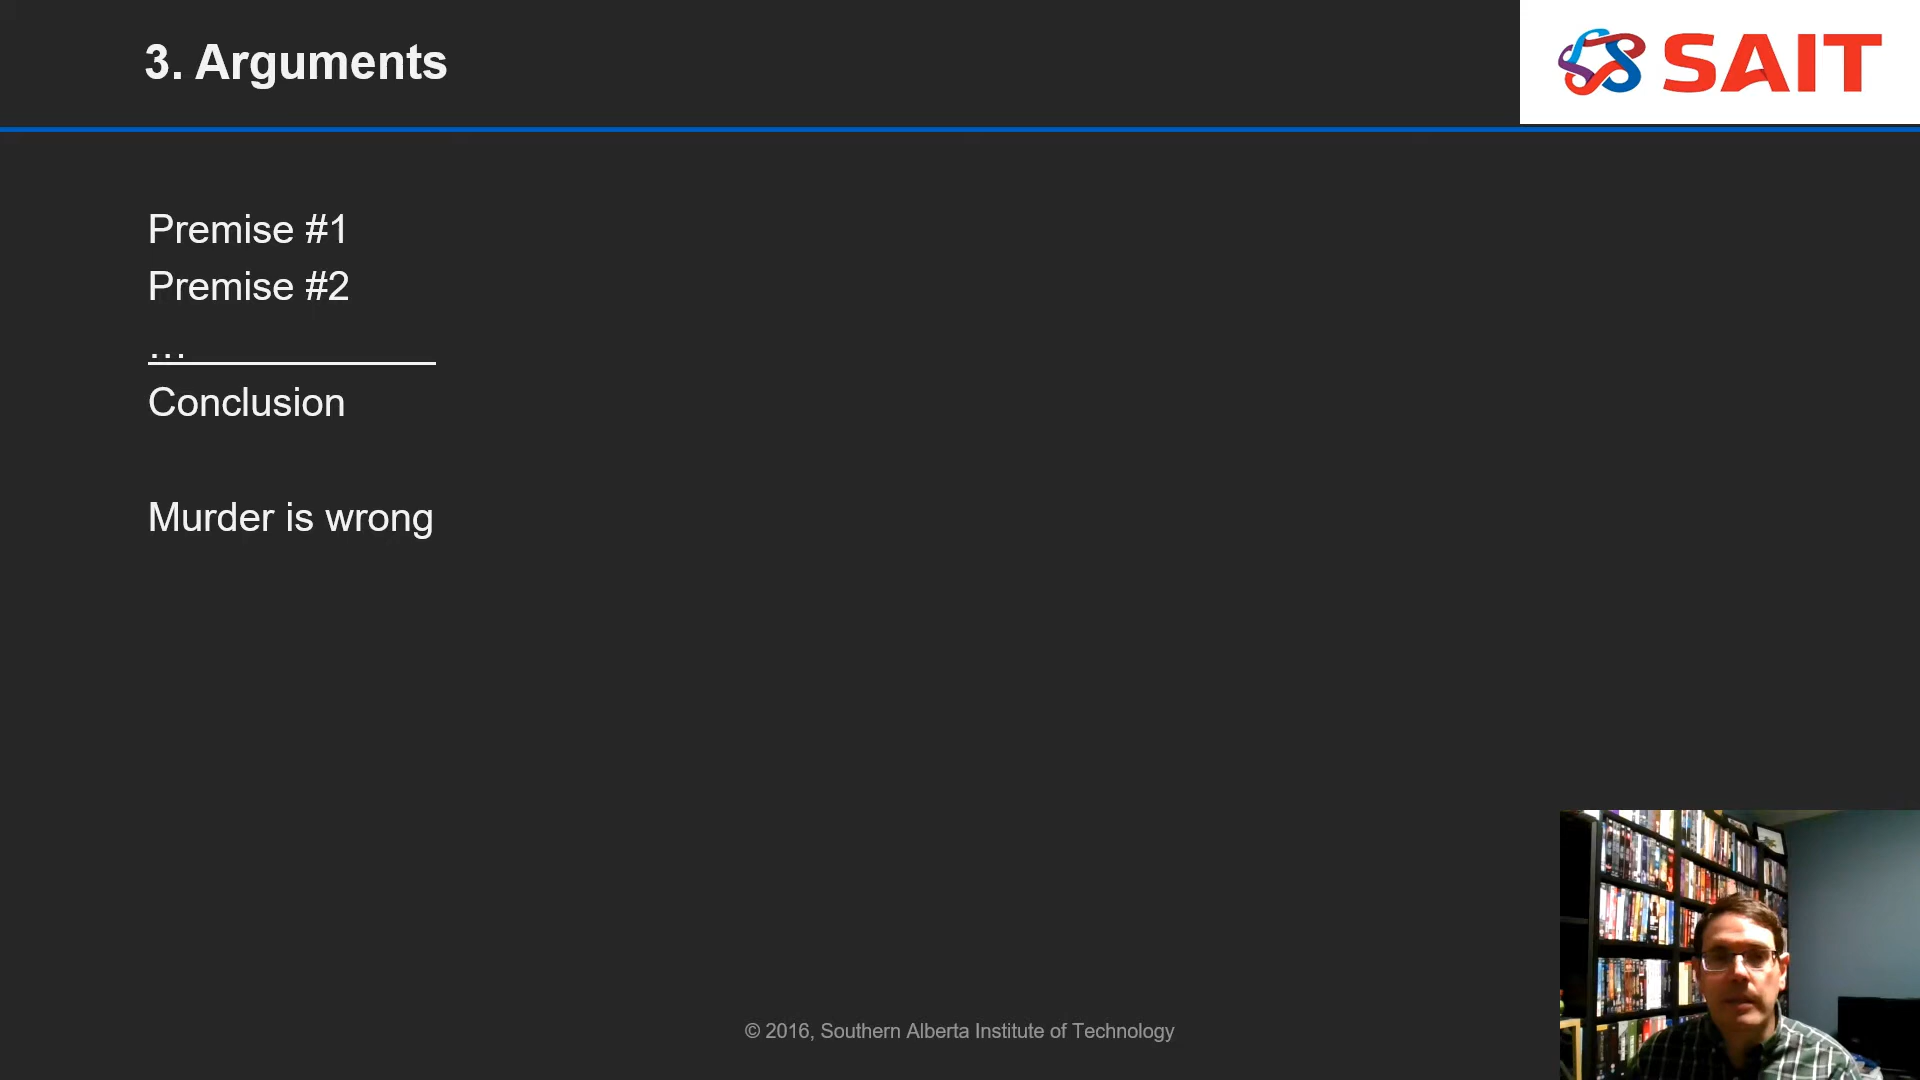 3. Arguments
SAIT
Premise #1
Premise #2
...
Conclusion
Murder is wrong
© 2016, Southern Alberta Institute of Technology